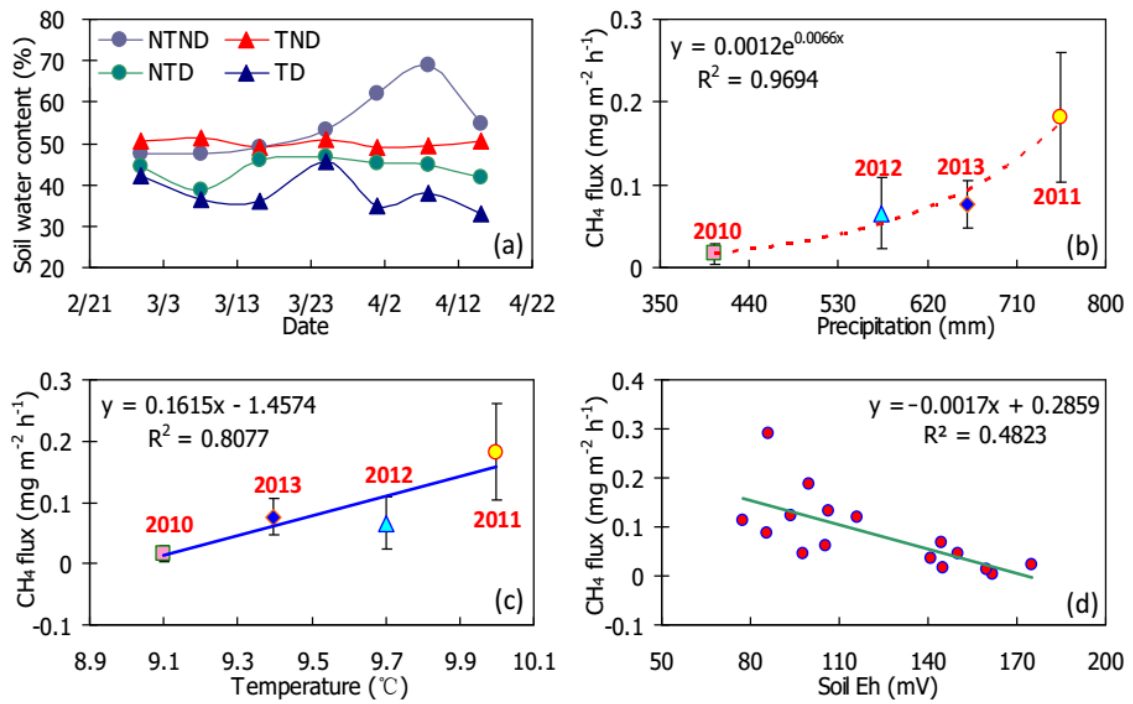 80
70
60
50
40
30
20
Soil water content (%)
NTND TND
NTD TD
(a)
2/21 3/3 3/13 3/23 4/2 4/12 4/22
Date
0.3
0.2
0.1
0
CH₄ flux (mg m⁻² h⁻¹)
y = 0.0012e^0.0066x
R² = 0.9694
2010
2012
2013
2011
(b)
350 440 530 620 710 800
Precipitation (mm)
0.3
0.2
0.1
0
-0.1
CH₄ flux (mg m⁻² h⁻¹)
y = 0.1615x - 1.4574
R² = 0.8077
2010
2013
2012
2011
(c)
8.9 9.1 9.3 9.5 9.7 9.9 10.1
Temperature (℃)
0.4
0.3
0.2
0.1
0
-0.1
CH₄ flux (mg m⁻² h⁻¹)
y =-0.0017x + 0.2859
R² = 0.4823
(d)
50 80 110 140 170 200
Soil Eh (mV)